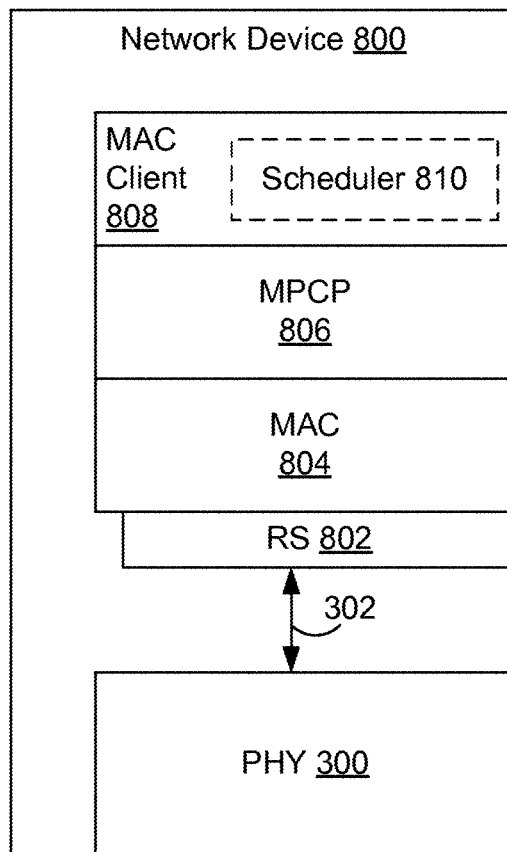 Network Device 800
MAC
Client
808
Scheduler 810
MPCP
806
MAC
804
RS 802
302
PHY 300